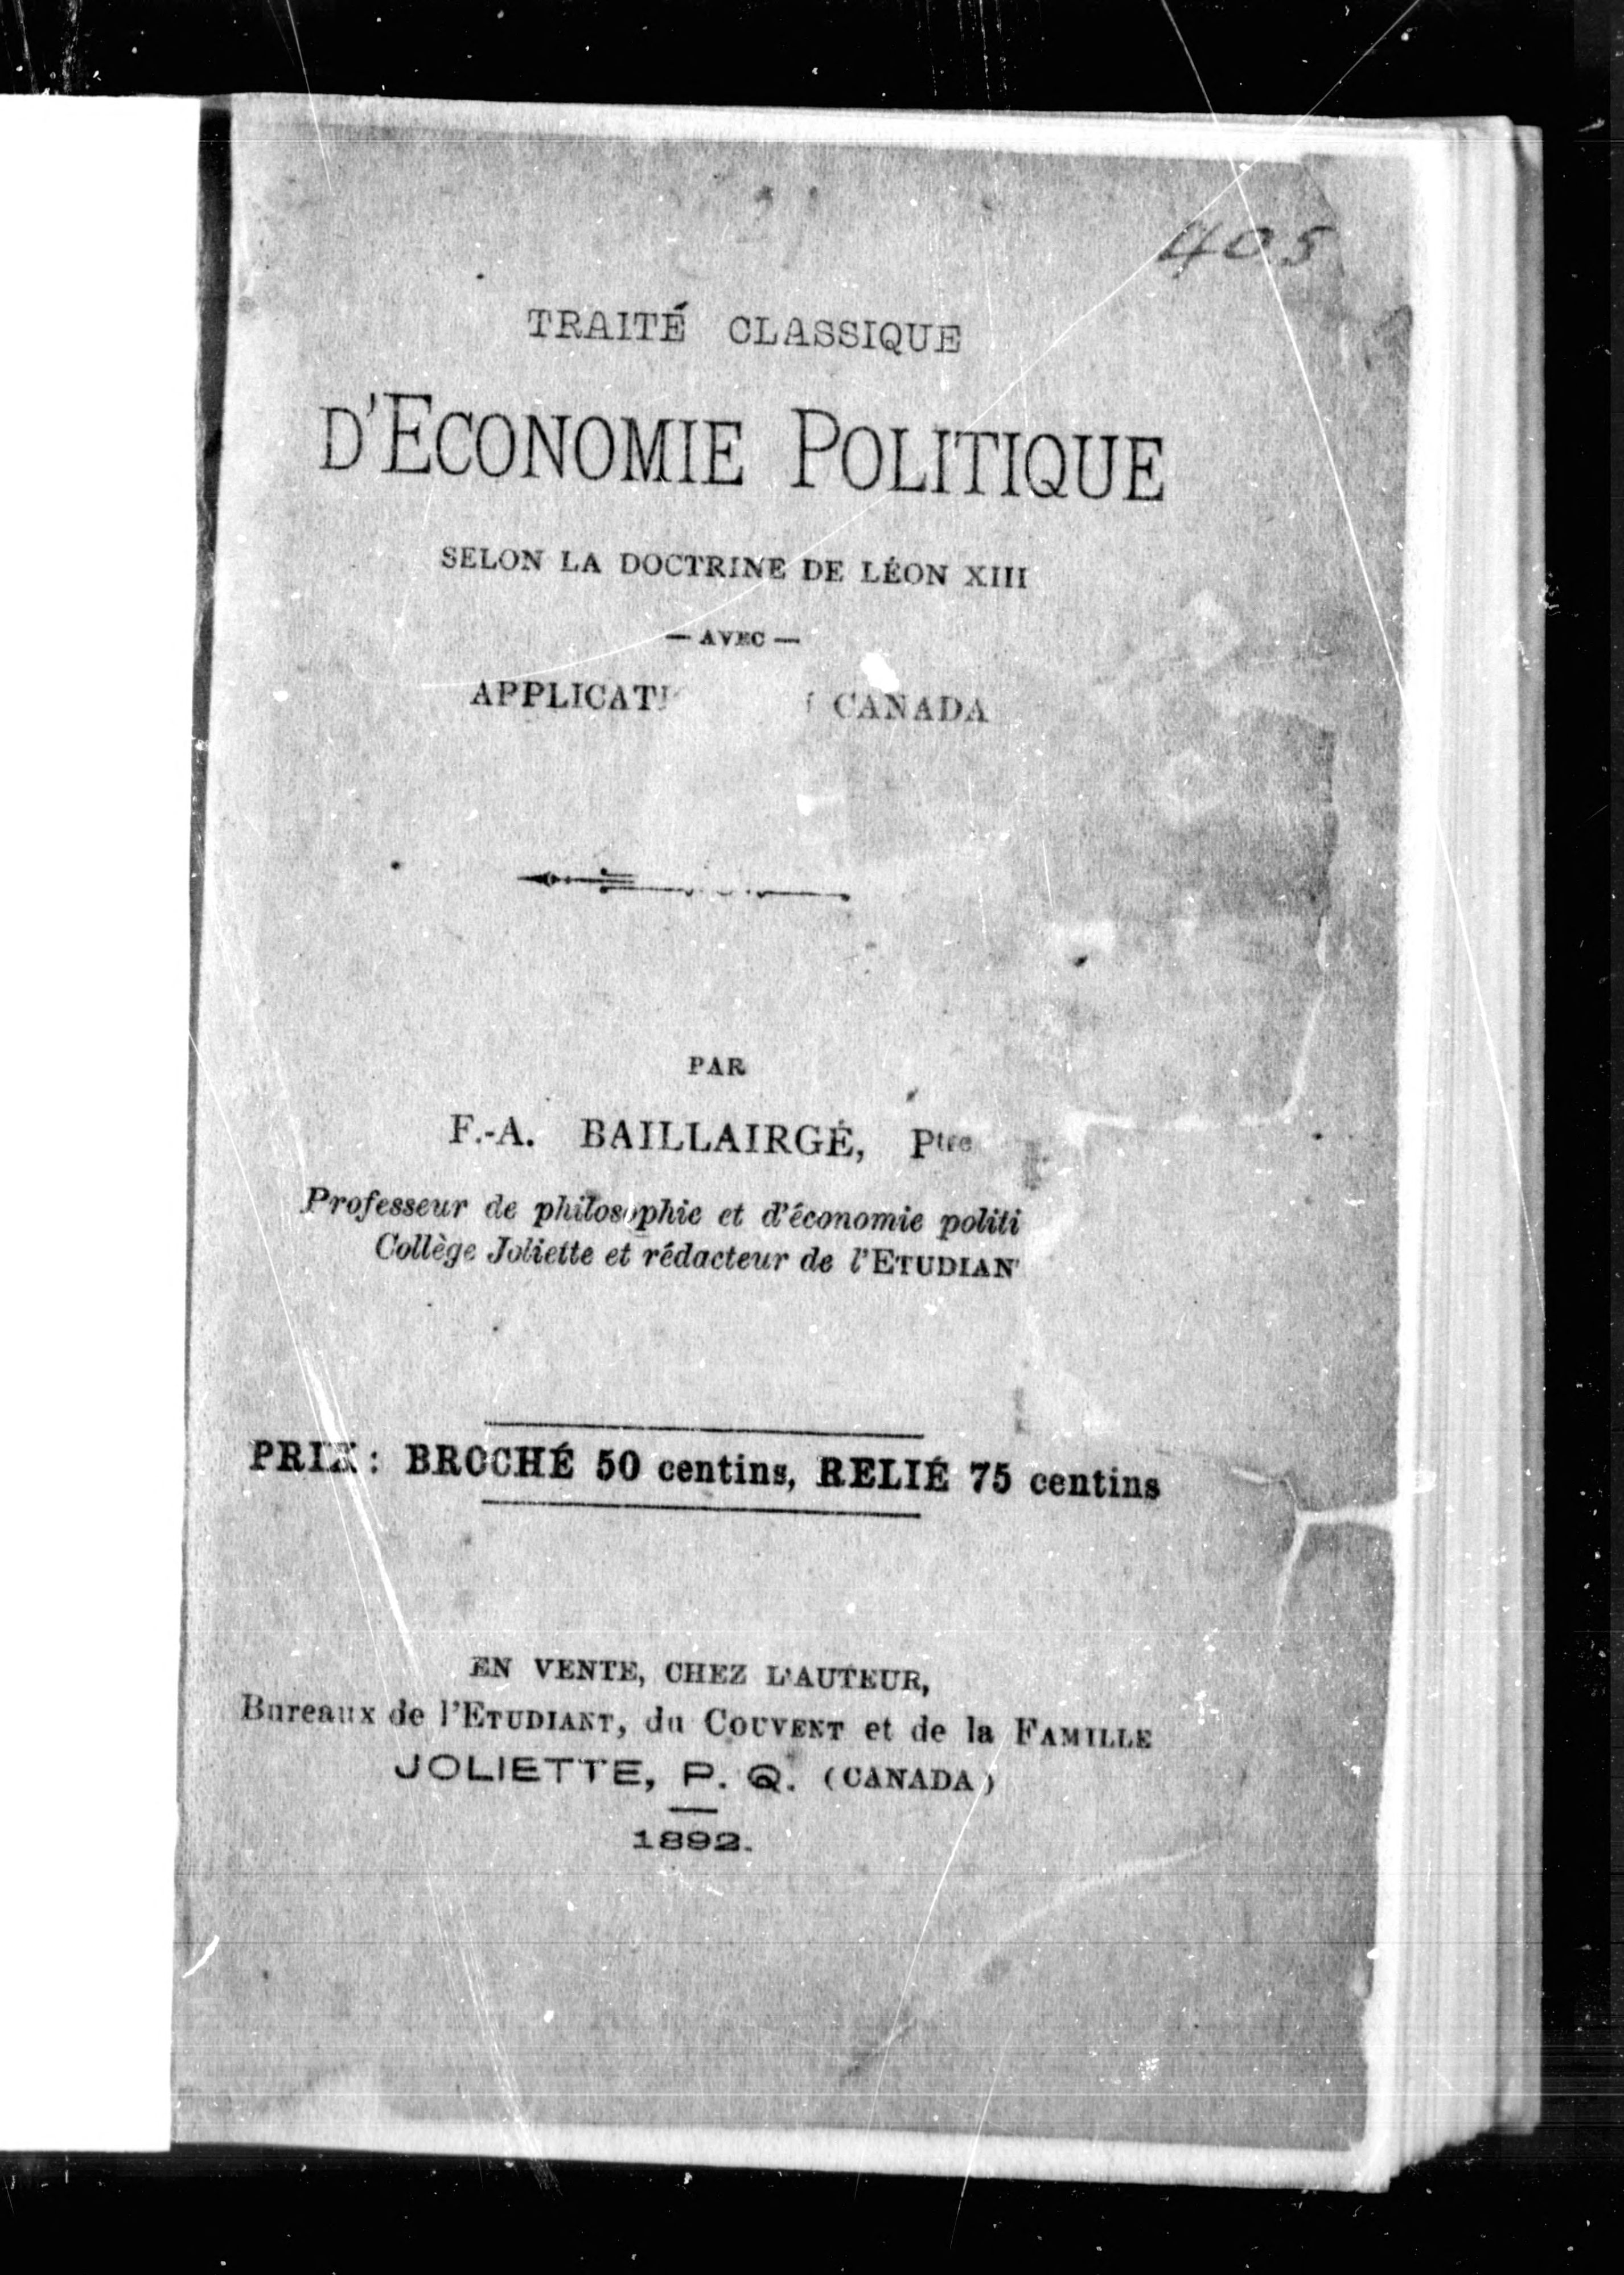 405
TRAITÉ CLASSIQUE
D'ECONOMIE POLITIQUE
SELON LA DOCTRINE DE LÉON XIII
— AVEC —
CANADA
PAR
F.-A. BAILLAIRGÉ, Ptre
Professeur de philosophie et d'économie politi
Collège Joliette et rédacteur de l'ETUDIAN
PRIX : BROCHÉ 50 centins, RELIÉ 75 centins
EN VENTE, CHEZ L'AUTEUR,
Bureaux de l'ETUDIANT, du COUVENT et de la FAMILLE
JOLIETTE, P. Q. (CANADA)
1892.